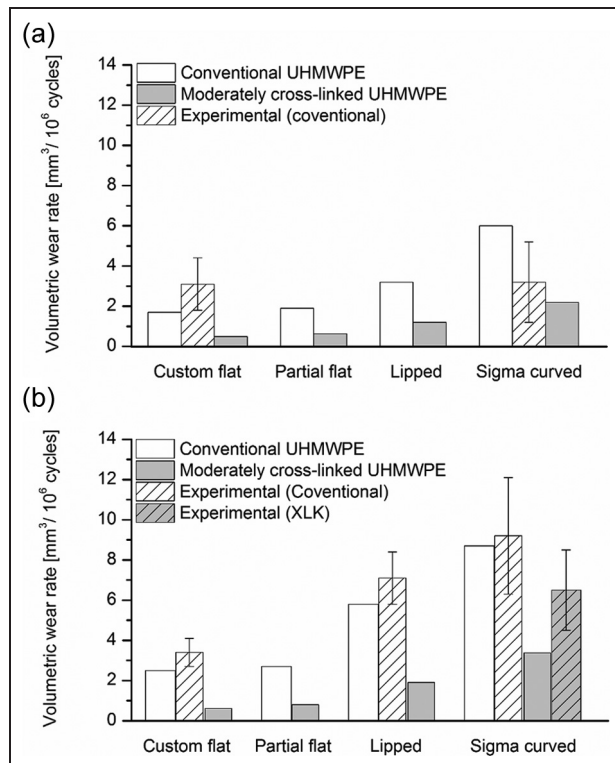 (a)
14
12
10
8
6
4
2
0
Volumetric wear rate [mm³/ 10⁶ cycles]
Conventional UHMWPE
Moderately cross-linked UHMWPE
Experimental (coventional)
Custom flat Partial flat Lipped Sigma curved
(b)
14
12
10
8
6
4
2
0
Volumetric wear rate [mm³/ 10⁶ cycles]
Conventional UHMWPE
Moderately cross-linked UHMWPE
Experimental (Coventional)
Experimental (XLK)
Custom flat Partial flat Lipped Sigma curved